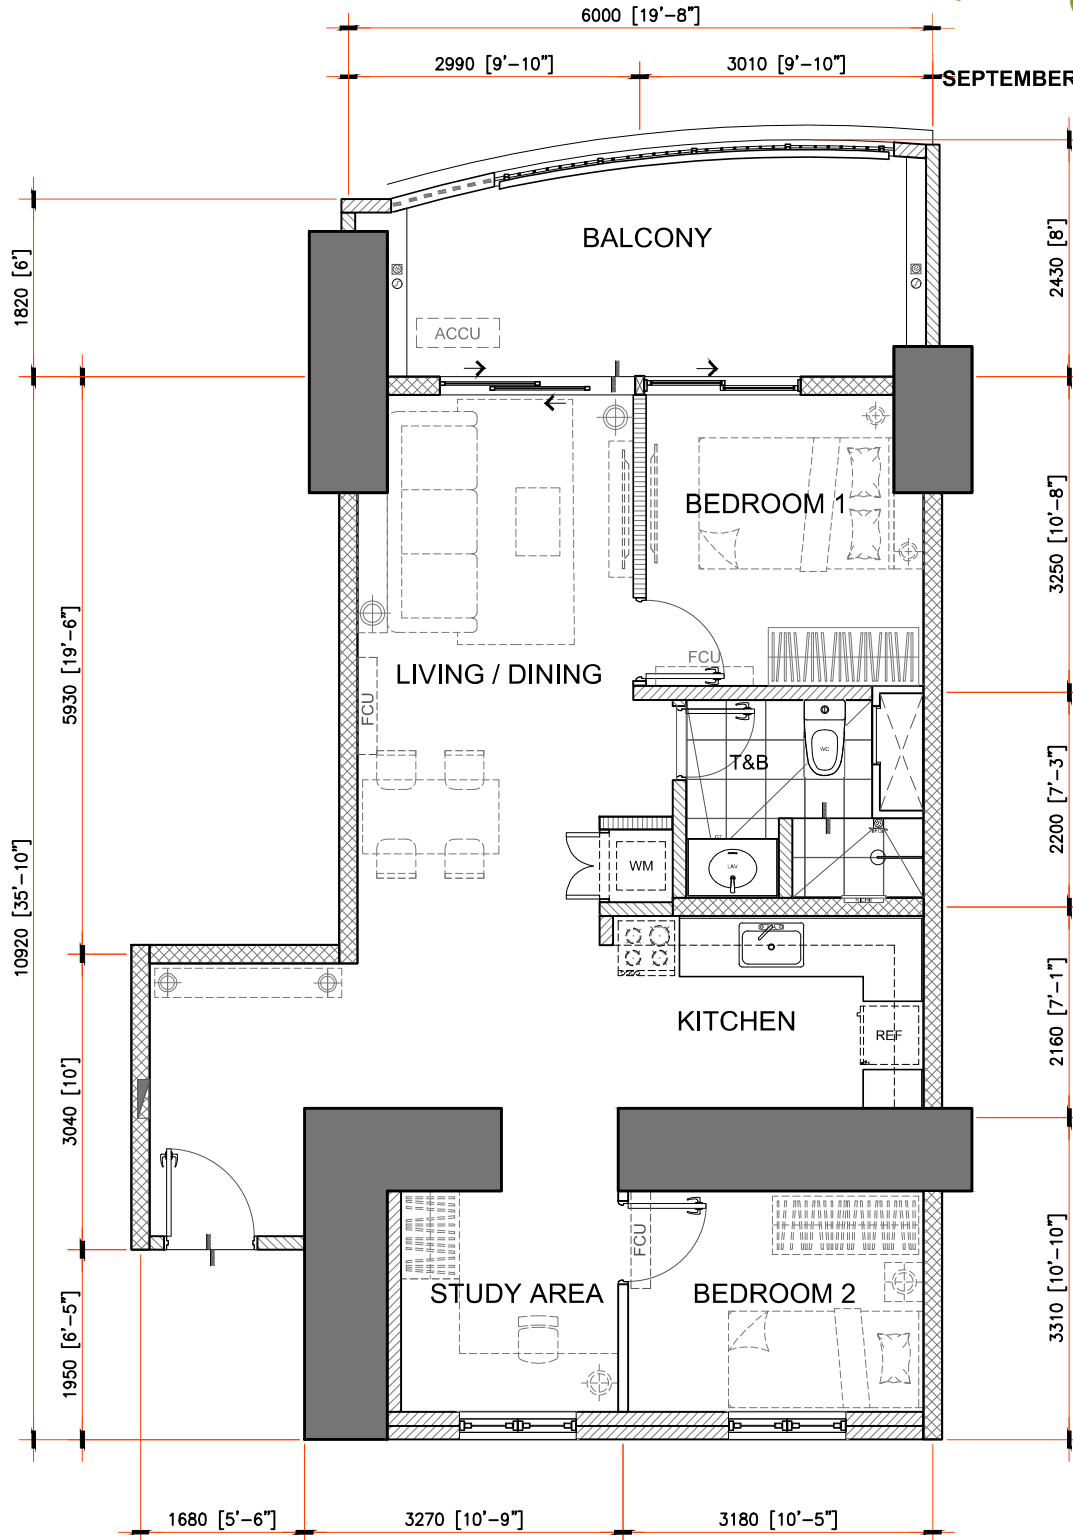 6000 [19'-8"]
2990 [9'-10"]
3010 [9'-10"]
SEPTEMBER
1820 [6']
BALCONY
2430 [8']
ACCU
BEDROOM 1
3250 [10'-8"]
5930 [19'-6"]
LIVING / DINING
FCU
FCU
WC
T&B
2200 [7'-3"]
WM
LAV
NICHE
10920 [35'-10"]
KITCHEN
REF
2160 [7'-1"]
3040 [10']
FCU
STUDY AREA
BEDROOM 2
3310 [10'-10"]
1950 [6'-5"]
1680 [5'-6"]
3270 [10'-9"]
3180 [10'-5"]